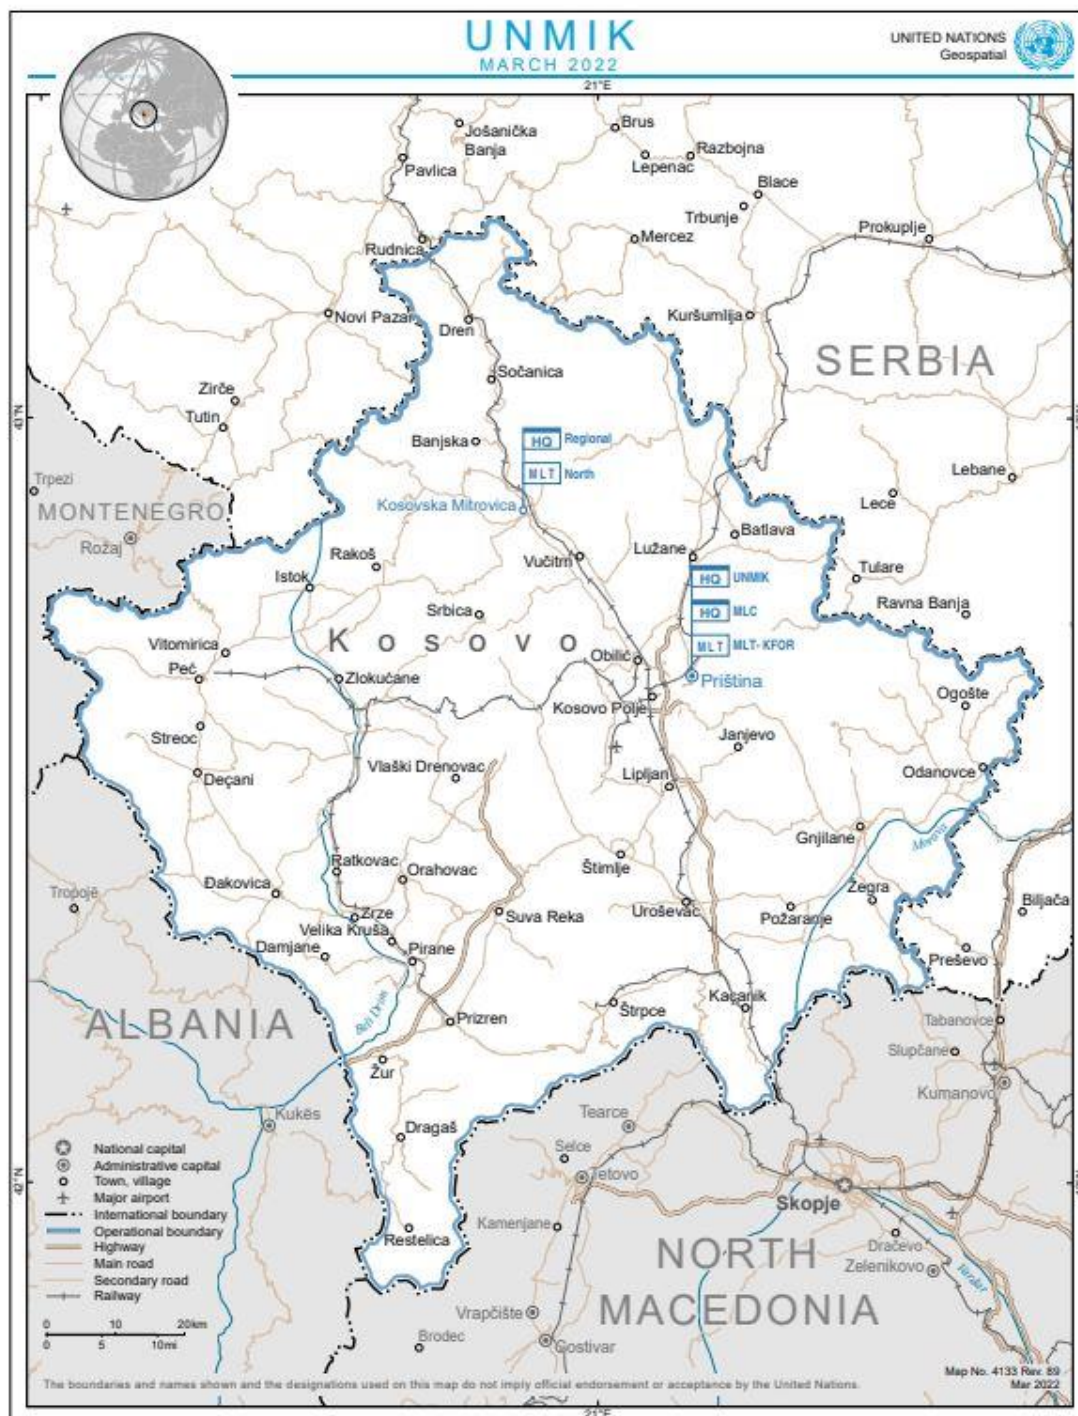 UNMIK
MARCH 2022
UNITED NATIONS
Geospatial
21°E
Jošanička
Banja
Brus
Pavlica
Lepenac
Razbojna
Blace
Trbunje
Rudnica
Mercez
Prokuplje
Novi Pazar
Dren
Kuršumlija
SERBIA
Sočanica
Zirče
Tutin
43°N
Banjska
HQ Regional
MLT North
Lebane
Trpezi
Lece
MONTENEGRO
Kosovska Mitrovica
Rožaj
Batlava
Rakoš
Vučitrn
Lužane
Istok
HQ UNMIK
Tulare
Srbica
HQ MLC
Ravna Banja
Kosovo
Vitomirica
Obilić
MLT MLT- KFOR
Peč
Zlokućane
Priština
Kosovo Polje
Ogošte
Streoc
Janjevo
Vlaški Drenovac
Deçani
Lipljan
Odanovce
Gnjilane
Morava
Štimlje
Ratkovac
Orahovac
Đakovica
Žegra
Tropojë
Zrze
Suva Reka
Uroševac
Požaranje
Biljača
Velika Kruša
Damjane
Pirane
Preševo
ALBANIA
Beli Drim
Prizren
Štrpce
Kaçanik
Tabanovce
Slupčane
Žur
Kumanovo
Kukës
Tearce
Dragaš
Selce
Tetovo
42°N
Skopje
Kamenjane
Restelica
Dračevo
NORTH
MACEDONIA
Zelenikovo
Vardar
Vrapčište
Brodec
Gostivar
National capital
Administrative capital
Town, village
Major airport
International boundary
Operational boundary
Highway
Main road
Secondary road
Railway
0 10 20km
0 5 10mi
The boundaries and names shown and the designations used on this map do not imply official endorsement or acceptance by the United Nations.
Map No. 4133 Rev. 89
Mar 2022
21°E